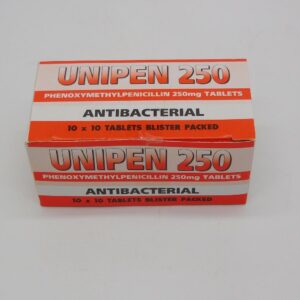 UNIPEN 250
PHENOXYMETHYLPENICILLIN 250mg TABLETS
ANTIBACTERIAL
10 x 10 TABLETS BLISTER PACKED
UNIPEN 250
PHENOXYMETHYLPENICILLIN 250mg TABLETS
ANTIBACTERIAL
10 x 10 TABLETS BLISTER PACKED